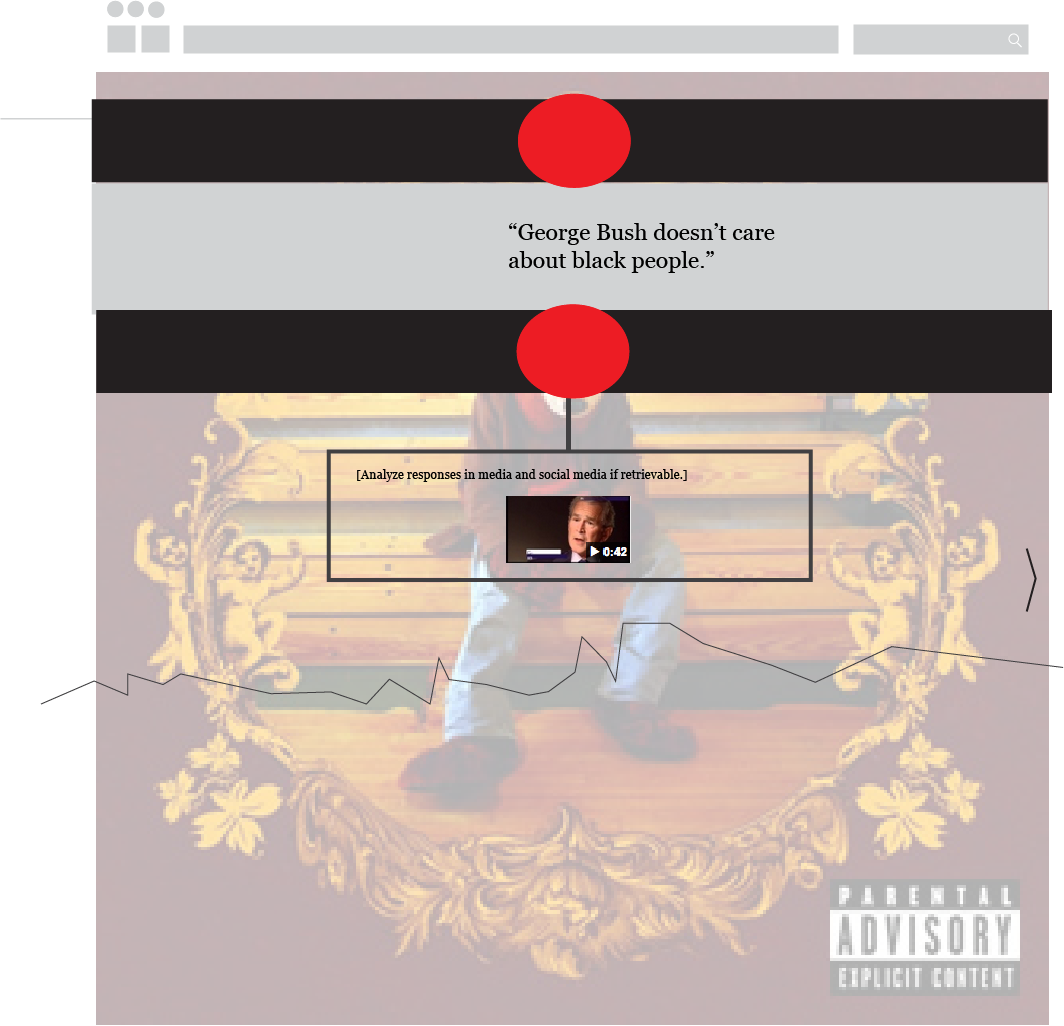 “George Bush doesn’t care
about black people.”
[Analyze responses in media and social media if retrievable.]
0:42
PARENTAL
ADVISORY
EXPLICIT CONTENT